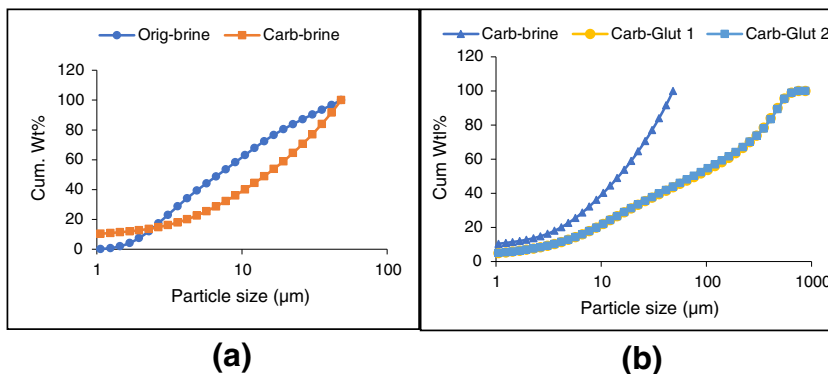 Orig-brine Carb-brine
120
100
80
60
40
20
0
Cum. Wt%
1 10 100
Particle size (µm)
(a)
Carb-brine Carb-Glut 1 Carb-Glut 2
120
100
80
60
40
20
0
Cum Wtl%
1 10 100 1000
Particle size (µm)
(b)